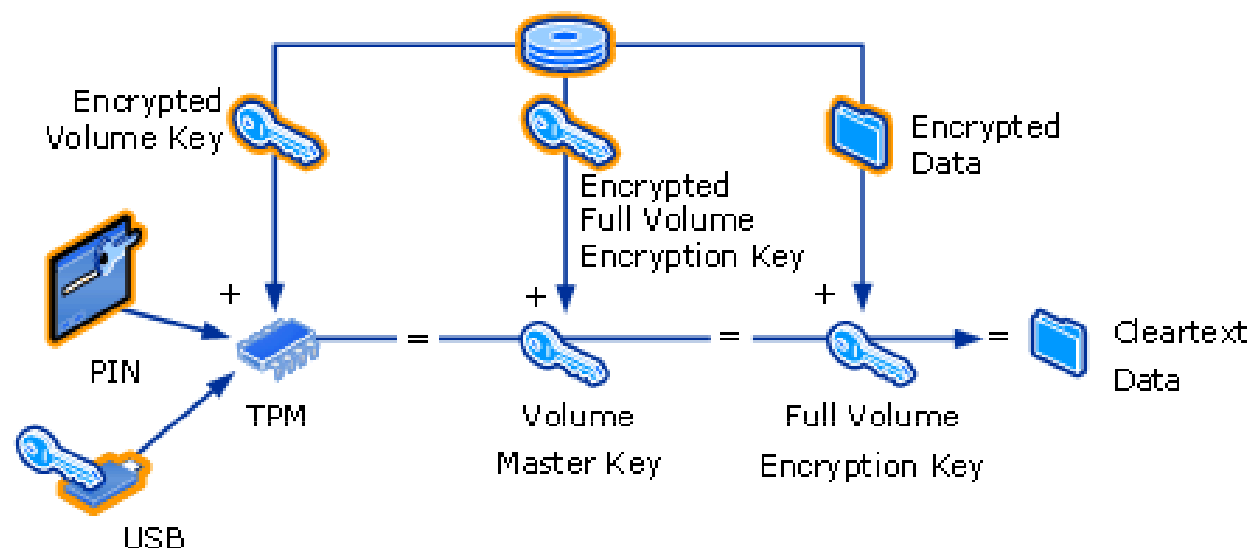 Encrypted
Volume Key
Encrypted
Full Volume
Encryption Key
Encrypted
Data
+
+
+
PIN
USB
TPM
=
Volume
Master Key
=
Full Volume
Encryption Key
=
Cleartext
Data